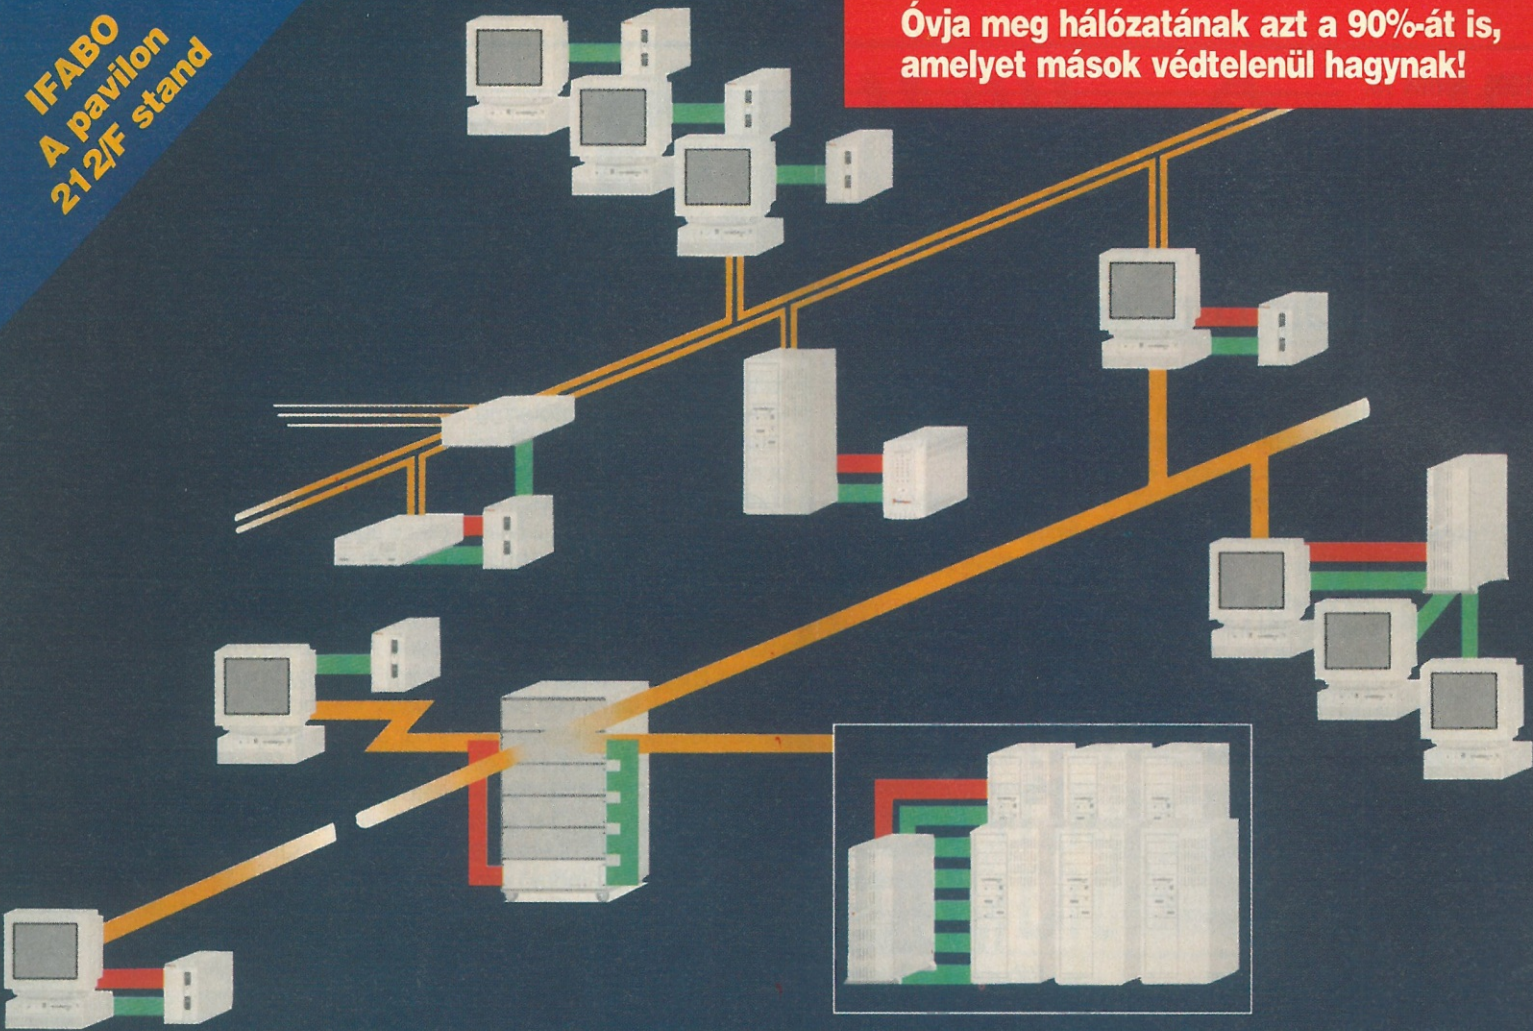 IFABO
A pavilon
212/F stand
Óvja meg hálózatának azt a 90%-át is,
amelyet mások védtelenül hagynak!